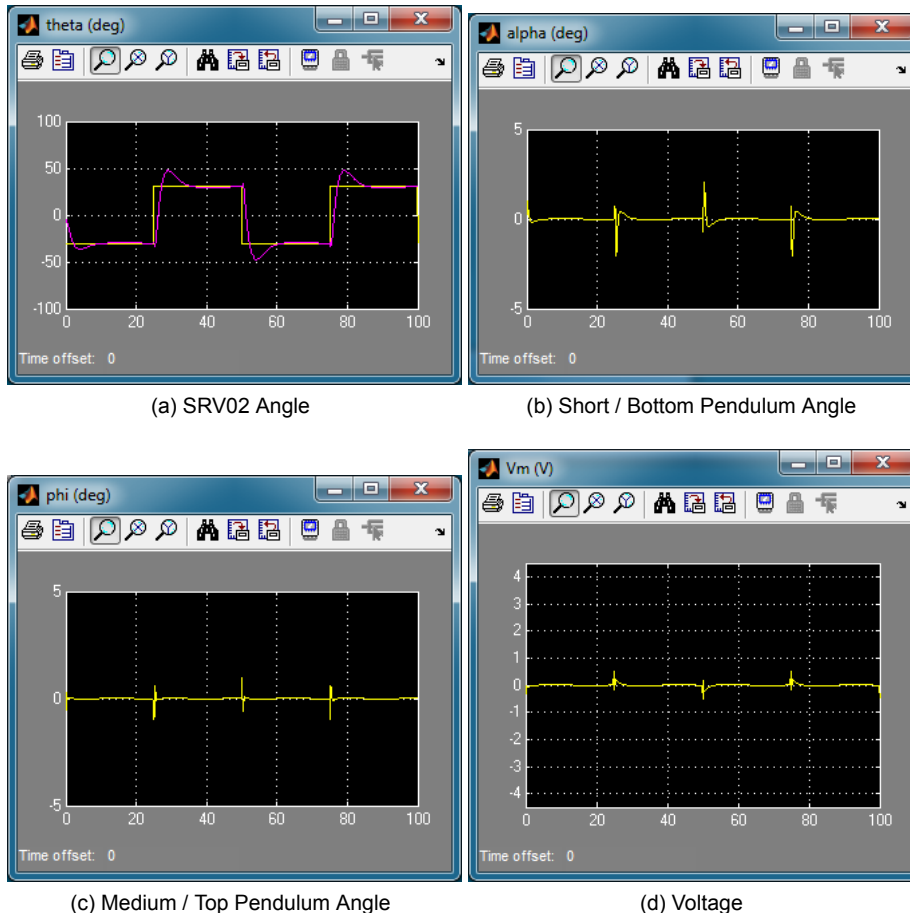 theta (deg)
100
50
0
-50
-100
0 20 40 60 80 100
Time offset: 0
(a) SRV02 Angle
alpha (deg)
5
0
-5
0 20 40 60 80 100
Time offset: 0
(b) Short / Bottom Pendulum Angle
phi (deg)
5
0
-5
0 20 40 60 80 100
Time offset: 0
(c) Medium / Top Pendulum Angle
Vm (V)
4
3
2
1
0
-1
-2
-3
-4
0 20 40 60 80 100
Time offset: 0
(d) Voltage